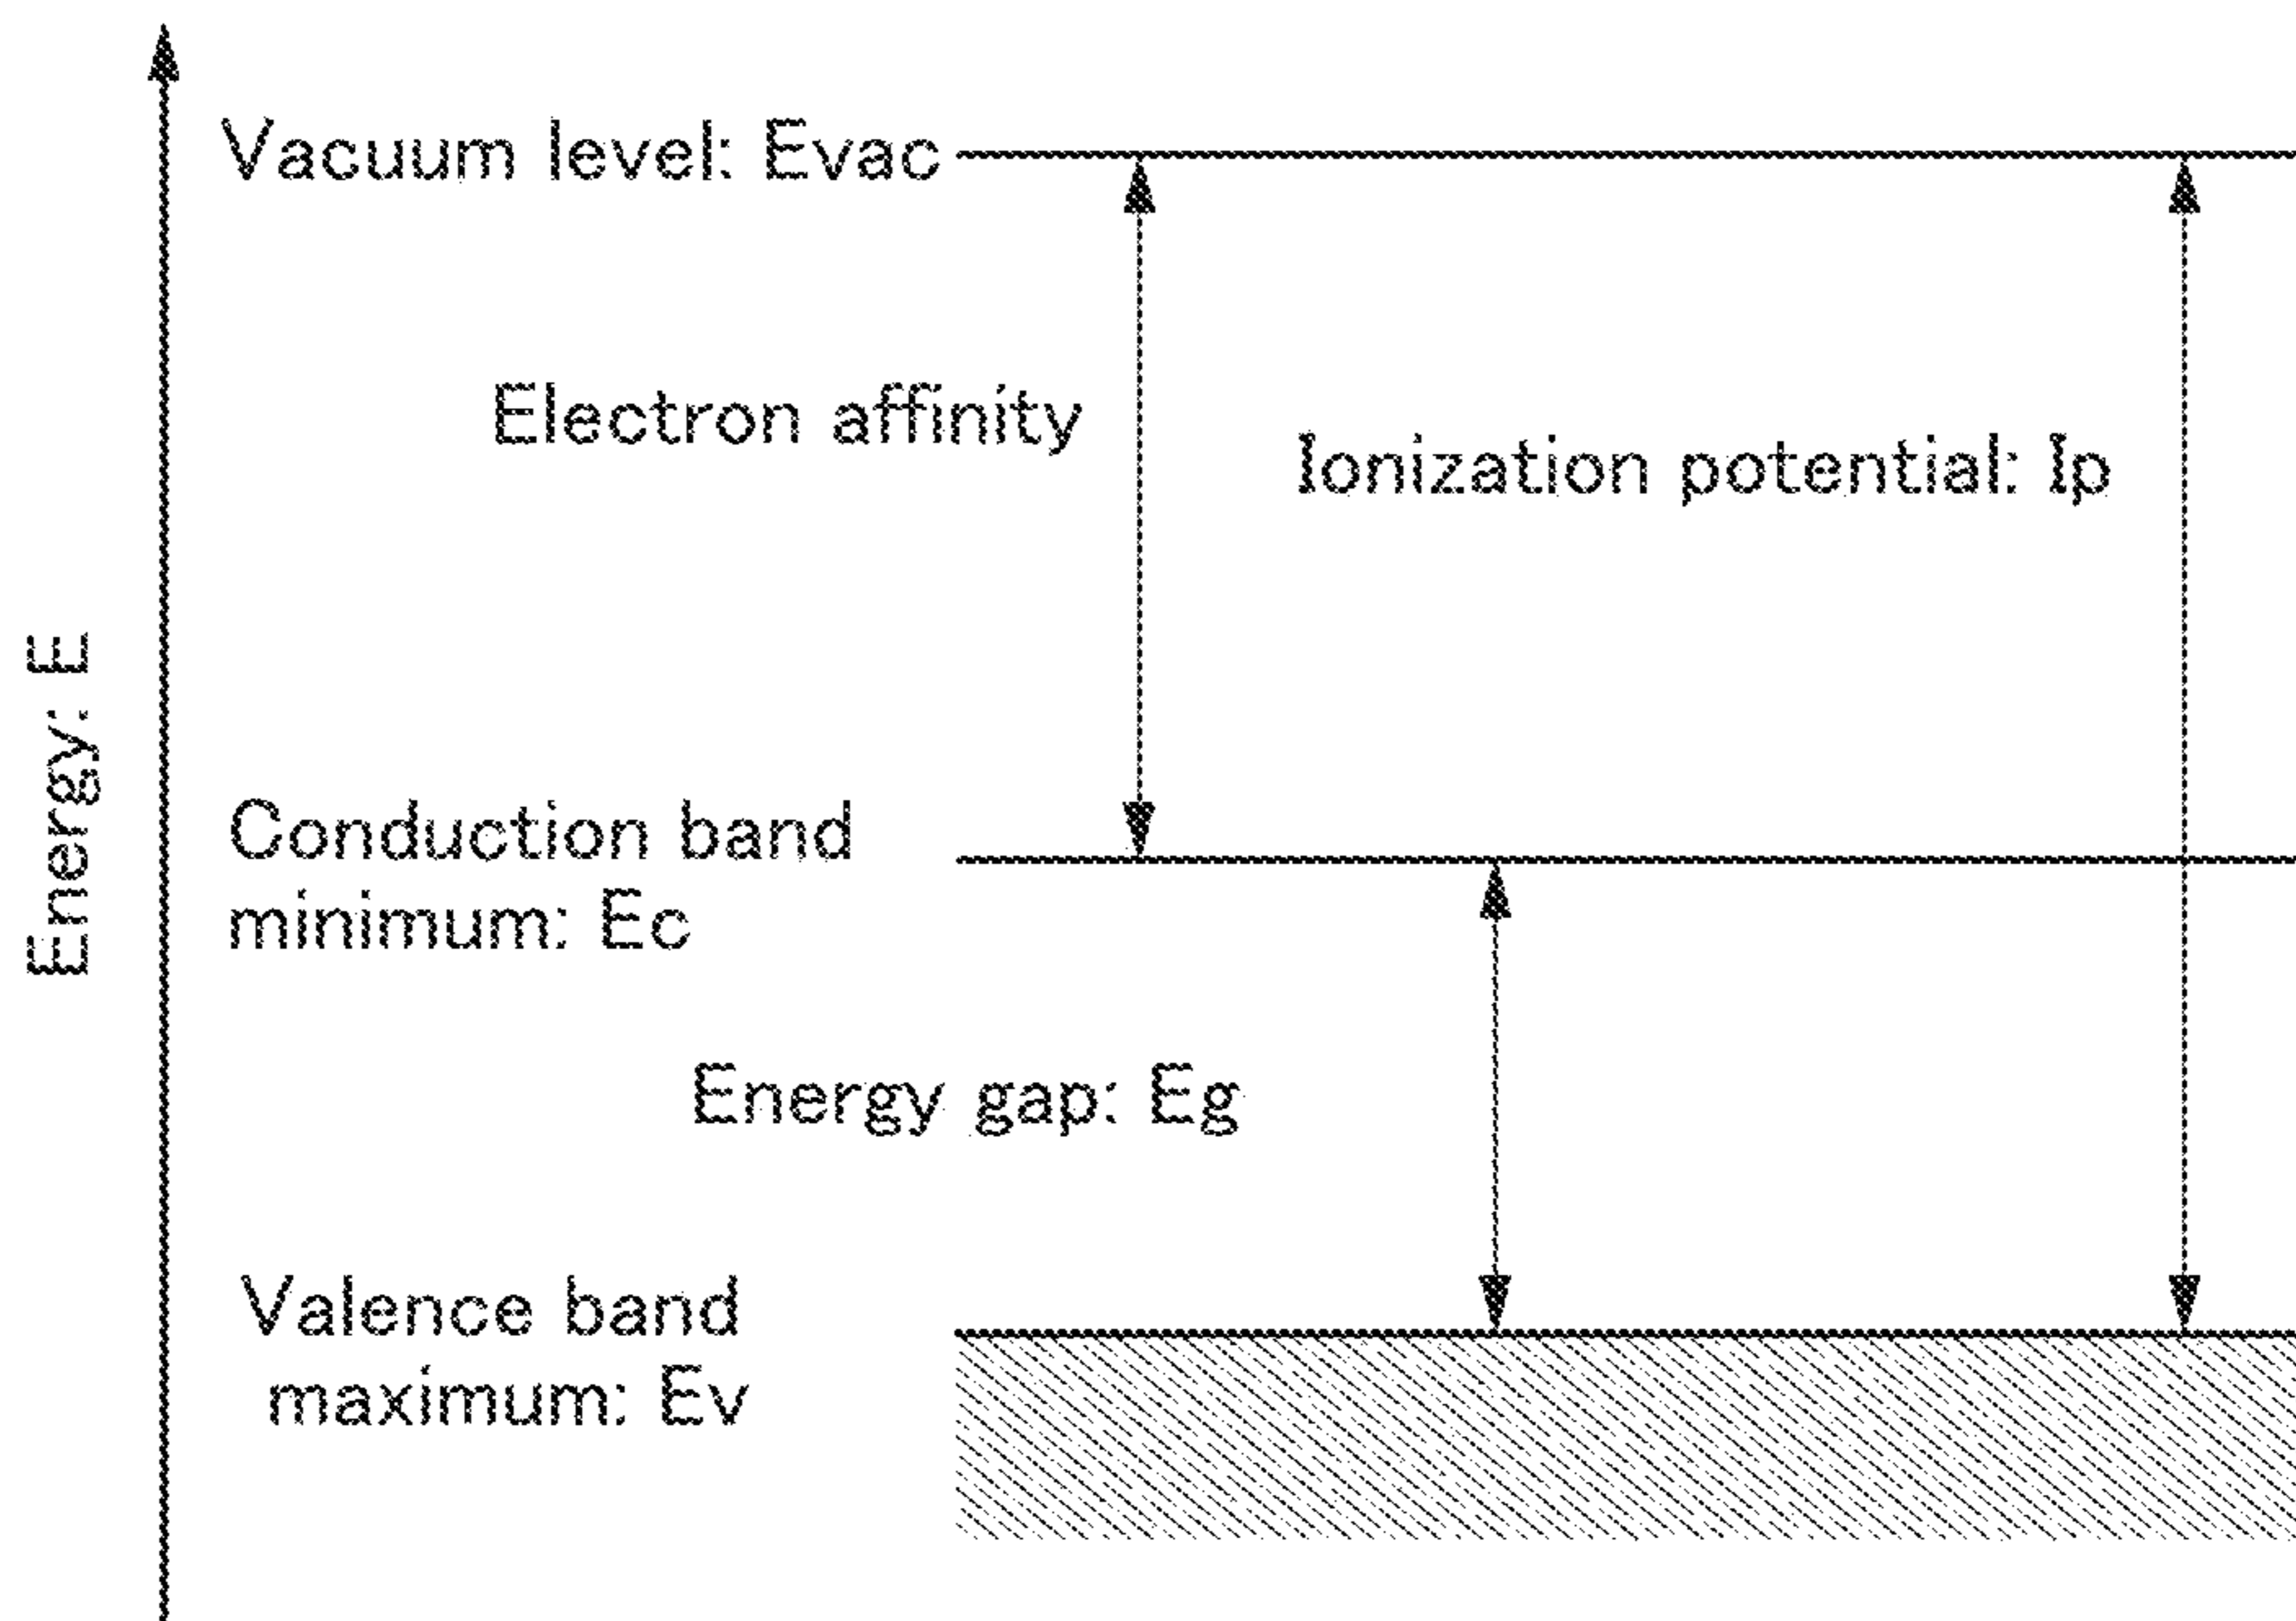 Vacuum level: Evac
Electron affinity
Ionization potential: Ip
Energy: E
Conduction band
minimum: Ec
Energy gap: Eg
Valence band
maximum: Ev